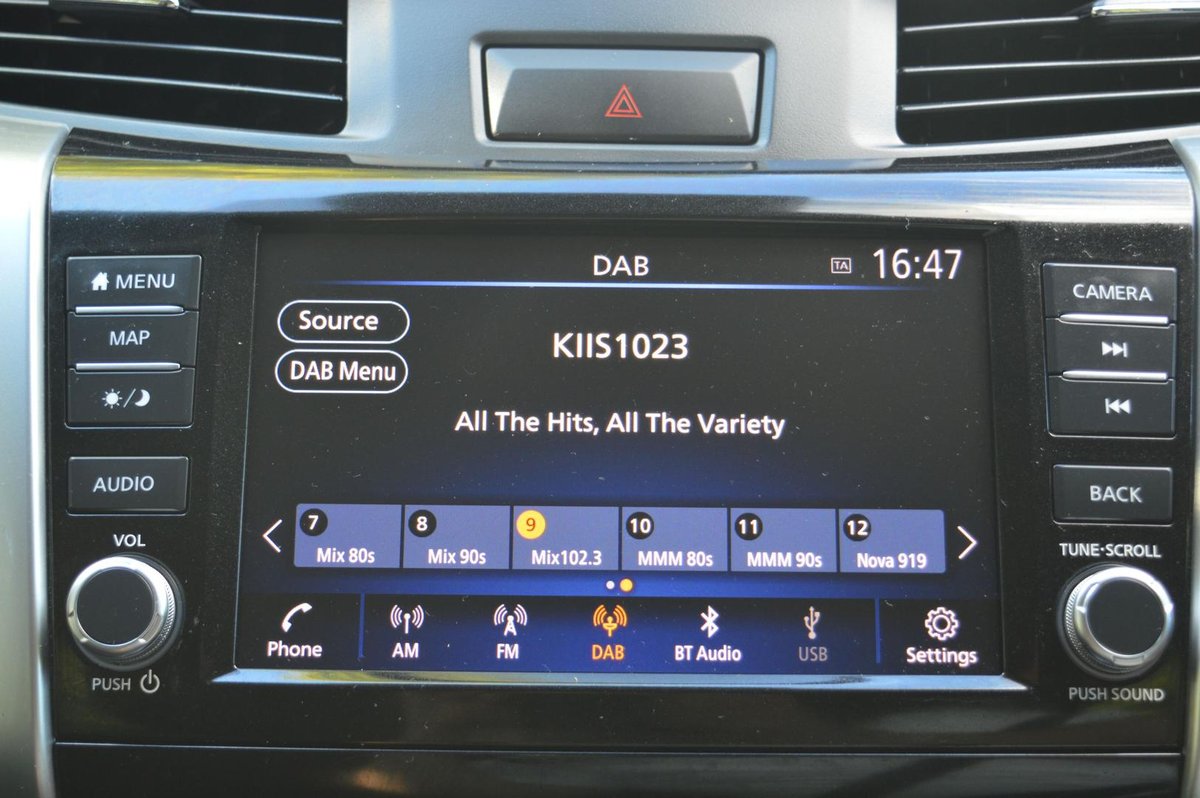 DAB
TA
16:47
MENU
MAP
AUDIO
VOL
PUSH
Source
DAB Menu
KIIS1023
All The Hits, All The Variety
7
Mix 80s
8
Mix 90s
9
Mix102.3
10
MMM 80s
11
MMM 90s
12
Nova 919
Phone
AM
FM
DAB
BT Audio
USB
Settings
CAMERA
BACK
TUNE·SCROLL
PUSH SOUND